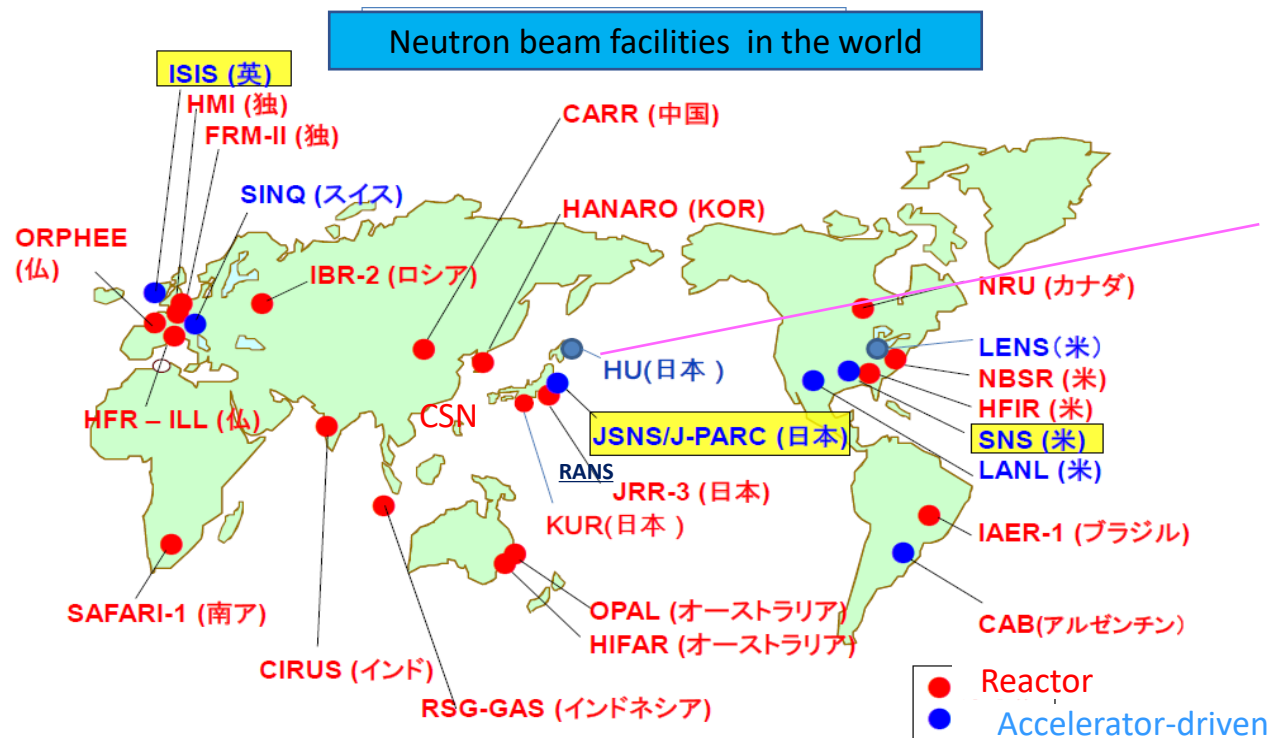 Neutron beam facilities in the world
ISIS (英)
HMI (独)
FRM-II (独)
CARR (中国)
SINQ (スイス)
HANARO (KOR)
ORPHEE
(仏)
IBR-2 (ロシア)
NRU (カナダ)
LENS(米)
HU(日本 )
NBSR (米)
HFR – ILL (仏)
CSN
HFIR (米)
JSNS/J-PARC (日本)
SNS (米)
RANS
LANL (米)
JRR-3 (日本)
KUR(日本 )
IAER-1 (ブラジル)
SAFARI-1 (南ア)
OPAL (オーストラリア)
CAB(アルゼンチン)
HIFAR (オーストラリア)
CIRUS (インド)
RSG-GAS (インドネシア)
Reactor
Accelerator-driven